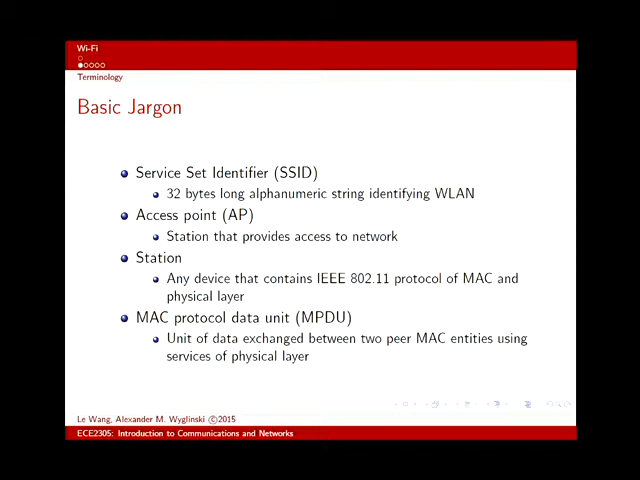 Wi-Fi
Terminology
Basic Jargon
Service Set Identifier (SSID)
32 bytes long alphanumeric string identifying WLAN
Access point (AP)
Station that provides access to network
Station
Any device that contains IEEE 802.11 protocol of MAC and
physical layer
MAC protocol data unit (MPDU)
Unit of data exchanged between two peer MAC entities using
services of physical layer
Le Wang, Alexander M. Wyglinski ©2015
ECE2305: Introduction to Communications and Networks